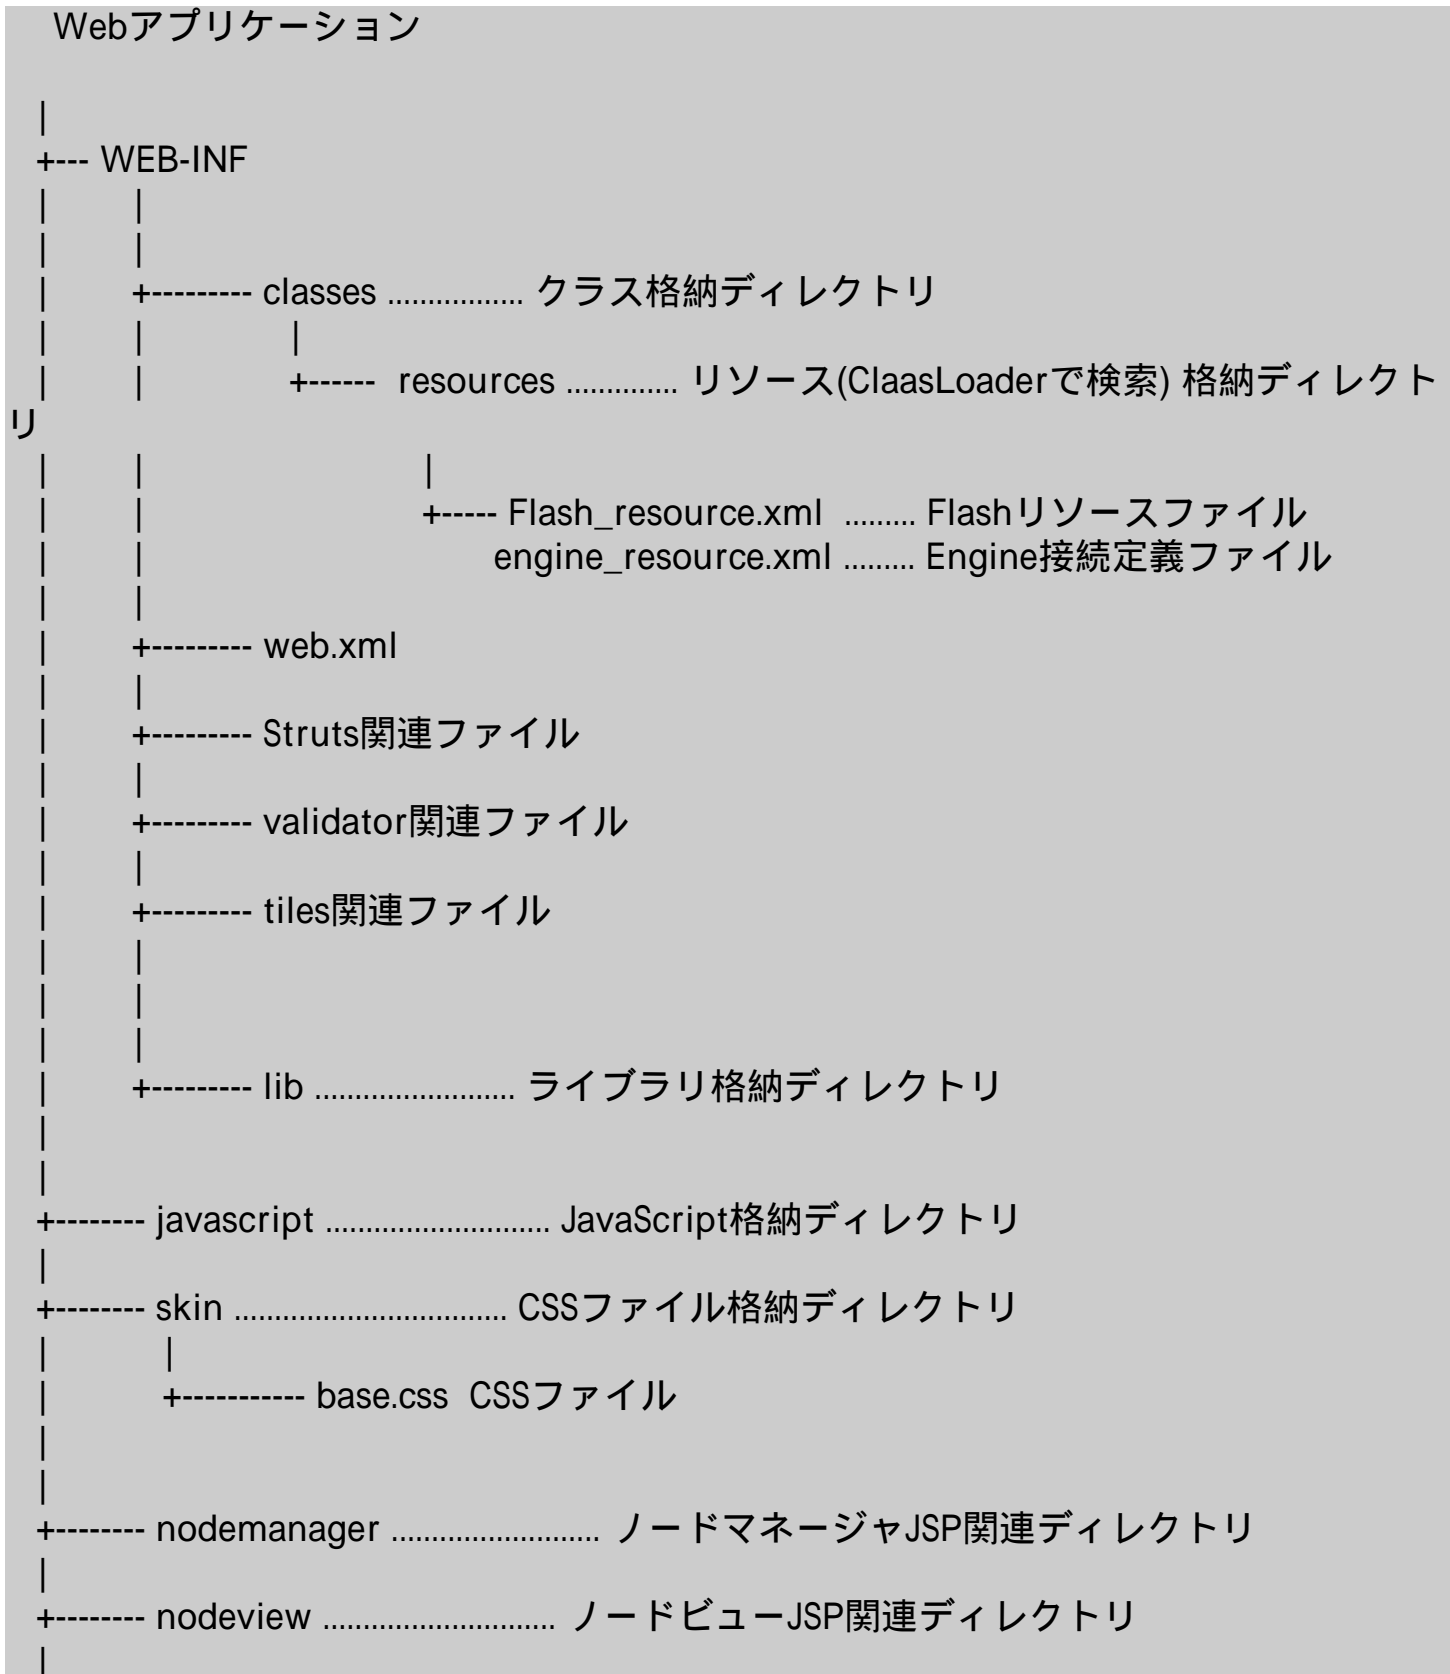 Webアプリケーション
|
+--- WEB-INF
| |
| |
| +--------- classes ................. クラス格納ディレクトリ
| | |
| | +------ resources .............. リソース(ClaasLoaderで検索) 格納ディレクト
リ
| | |
| | +----- Flash_resource.xml ......... Flashリソースファイル
| | engine_resource.xml ......... Engine接続定義ファイル
| |
| +--------- web.xml
| |
| +--------- Struts関連ファイル
| |
| +--------- validator関連ファイル
| |
| +--------- tiles関連ファイル
| |
| |
| |
| +--------- lib ......................... ライブラリ格納ディレクトリ
|
|
+-------- javascript ............................ JavaScript格納ディレクトリ
|
+-------- skin .................................. CSSファイル格納ディレクトリ
| |
| +----------- base.css CSSファイル
|
|
+-------- nodemanager .......................... ノードマネージャJSP関連ディレクトリ
|
+-------- nodeview ............................. ノードビューJSP関連ディレクトリ
|